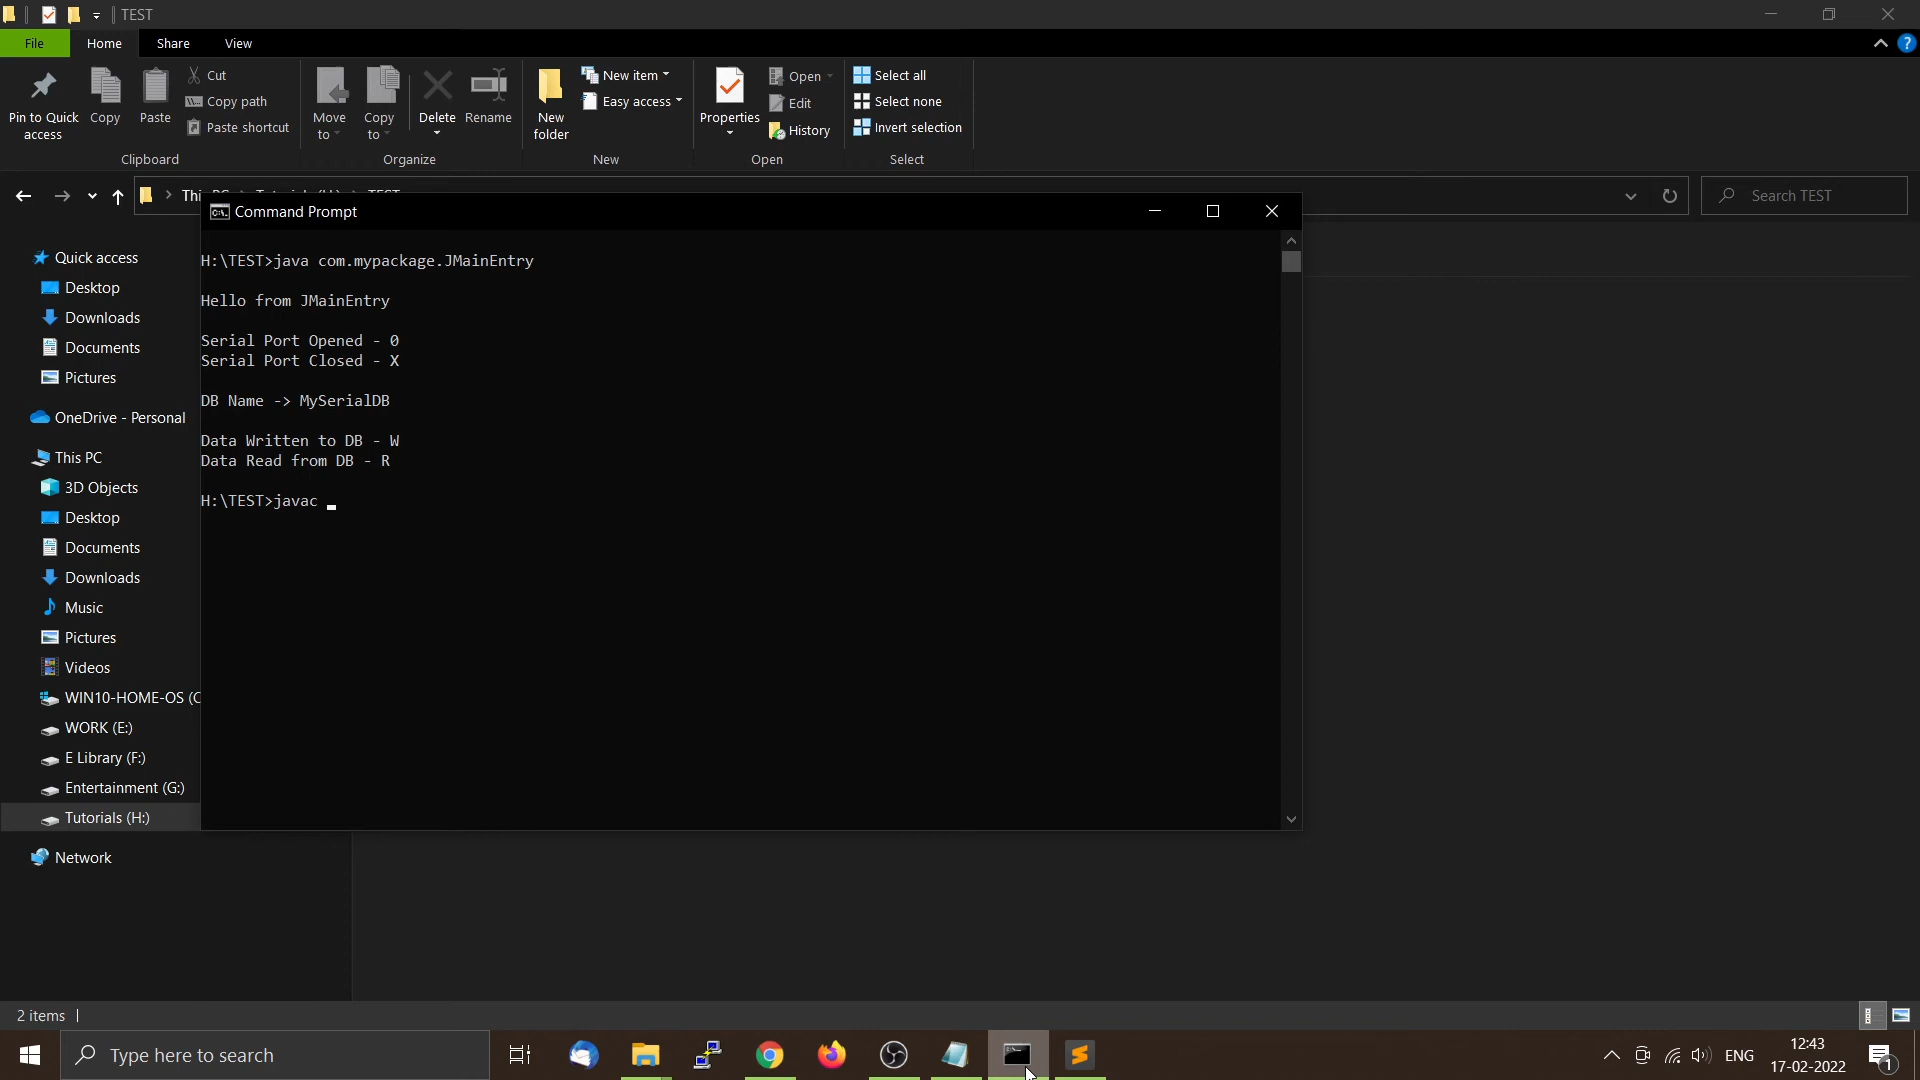 TEST
File
Home
Share
View
Pin to Quick access
Copy
Paste
Cut
Copy path
Paste shortcut
Clipboard
Move to
Copy to
Delete
Rename
Organize
New folder
New item
Easy access
New
Properties
Open
Edit
History
Open
Select all
Select none
Invert selection
Select
Search TEST
Command Prompt
H:\TEST>java com.mypackage.JMainEntry
Hello from JMainEntry
Serial Port Opened - 0
Serial Port Closed - X
DB Name -> MySerialDB
Data Written to DB - W
Data Read from DB - R
H:\TEST>javac
Quick access
Desktop
Downloads
Documents
Pictures
OneDrive - Personal
This PC
3D Objects
Desktop
Documents
Downloads
Music
Pictures
Videos
WIN10-HOME-OS (C
WORK (E:)
E Library (F:)
Entertainment (G:)
Tutorials (H:)
Network
2 items
Type here to search
ENG
12:43
17-02-2022
1